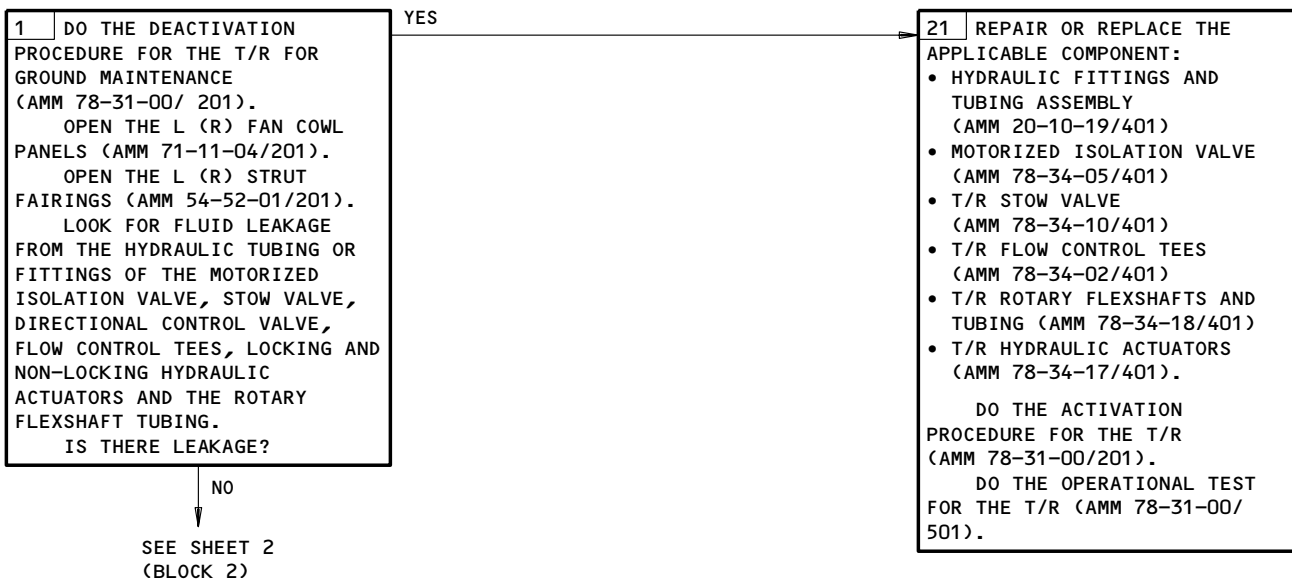 1 DO THE DEACTIVATION
PROCEDURE FOR THE T/R FOR
GROUND MAINTENANCE
(AMM 78-31-00/ 201).
OPEN THE L (R) FAN COWL
PANELS (AMM 71-11-04/201).
OPEN THE L (R) STRUT
FAIRINGS (AMM 54-52-01/201).
LOOK FOR FLUID LEAKAGE
FROM THE HYDRAULIC TUBING OR
FITTINGS OF THE MOTORIZED
ISOLATION VALVE, STOW VALVE,
DIRECTIONAL CONTROL VALVE,
FLOW CONTROL TEES, LOCKING AND
NON-LOCKING HYDRAULIC
ACTUATORS AND THE ROTARY
FLEXSHAFT TUBING.
IS THERE LEAKAGE?
YES
NO
SEE SHEET 2
(BLOCK 2)
21 REPAIR OR REPLACE THE
APPLICABLE COMPONENT:
• HYDRAULIC FITTINGS AND
TUBING ASSEMBLY
(AMM 20-10-19/401)
• MOTORIZED ISOLATION VALVE
(AMM 78-34-05/401)
• T/R STOW VALVE
(AMM 78-34-10/401)
• T/R FLOW CONTROL TEES
(AMM 78-34-02/401)
• T/R ROTARY FLEXSHAFTS AND
TUBING (AMM 78-34-18/401)
• T/R HYDRAULIC ACTUATORS
(AMM 78-34-17/401).
DO THE ACTIVATION
PROCEDURE FOR THE T/R
(AMM 78-31-00/201).
DO THE OPERATIONAL TEST
FOR THE T/R (AMM 78-31-00/
501).